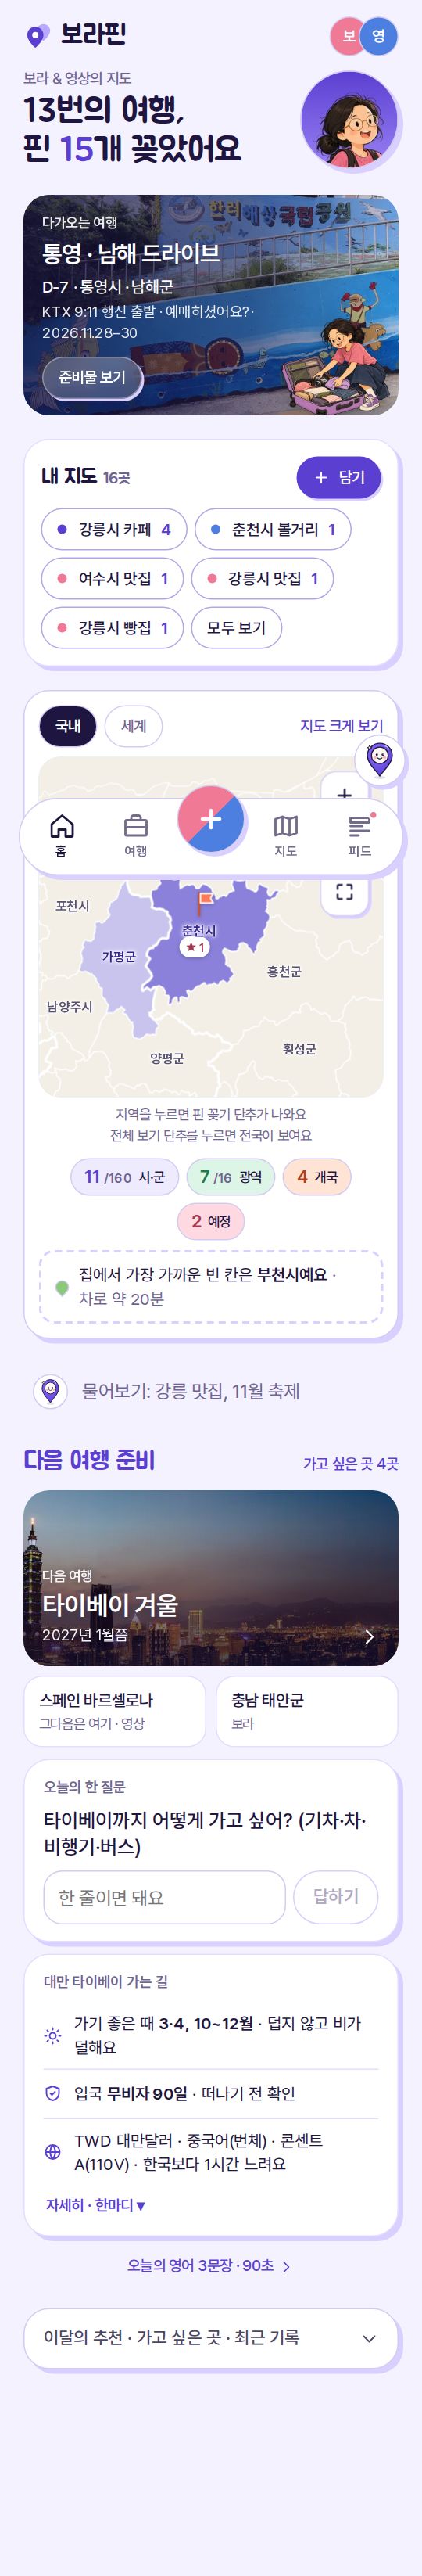 보라핀
보 영
보라 & 영상의 지도
13번의 여행,
핀 15개 꽂았어요
한려해상국립공원
다가오는 여행
통영 · 남해 드라이브
D-7 · 통영시 · 남해군
KTX 9:11 행신 출발 · 예매하셨어요? ·
2026.11.28–30
준비물 보기
내 지도 16곳
+ 담기
강릉시 카페 4
춘천시 볼거리 1
여수시 맛집 1
강릉시 맛집 1
강릉시 빵집 1
모두 보기
국내
세계
지도 크게 보기
홈
여행
지도
피드
포천시
춘천시
★ 1
가평군
홍천군
남양주시
횡성군
양평군
지역을 누르면 핀 꽂기 단추가 나와요
전체 보기 단추를 누르면 전국이 보여요
11 /160 시·군
7 /16 광역
4 개국
2 예정
집에서 가장 가까운 빈 칸은 부천시예요 ·
차로 약 20분
물어보기: 강릉 맛집, 11월 축제
다음 여행 준비
가고 싶은 곳 4곳
다음 여행
타이베이 겨울
2027년 1월쯤
스페인 바르셀로나
그다음은 여기 · 영상
충남 태안군
보라
오늘의 한 질문
타이베이까지 어떻게 가고 싶어? (기차·차·
비행기·버스)
한 줄이면 돼요
답하기
대만 타이베이 가는 길
가기 좋은 때 3·4, 10~12월 · 덥지 않고 비가
덜해요
입국 무비자 90일 · 떠나기 전 확인
TWD 대만달러 · 중국어(번체) · 콘센트
A(110V) · 한국보다 1시간 느려요
자세히 · 한마디 ▾
오늘의 영어 3문장 · 90초
이달의 추천 · 가고 싶은 곳 · 최근 기록